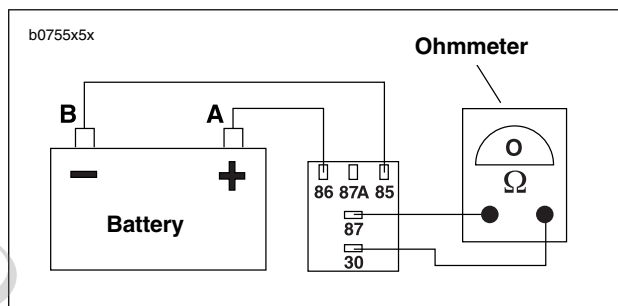 b0755x5x
Ohmmeter
B
A
O
Ω
− +
86 87A 85
Battery
87
30